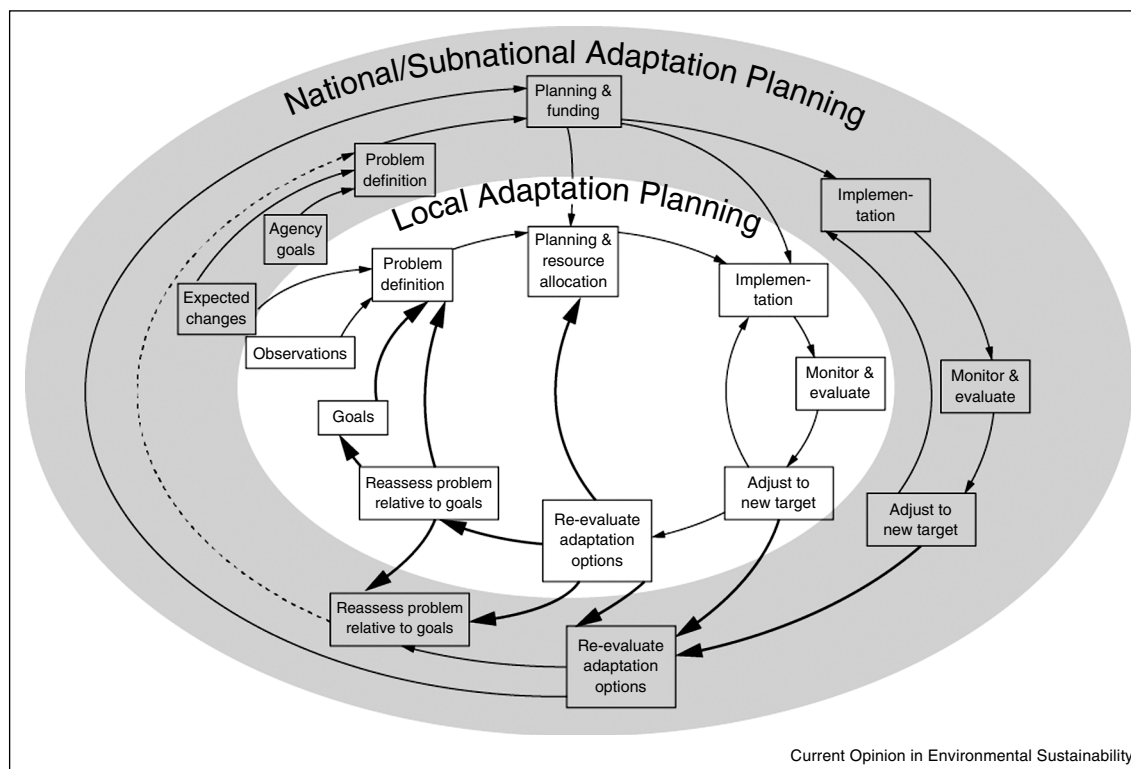 National/Subnational Adaptation Planning
Planning &
funding
Problem
definition
Implemen-
tation
Local Adaptation Planning
Agency
goals
Planning &
resource
allocation
Problem
definition
Implemen-
tation
Expected
changes
Observations
Monitor &
evaluate
Monitor &
evaluate
Goals
Reassess problem
relative to goals
Adjust to
new target
Re-evaluate
adaptation
options
Adjust to
new target
Reassess problem
relative to goals
Re-evaluate
adaptation
options
Current Opinion in Environmental Sustainability